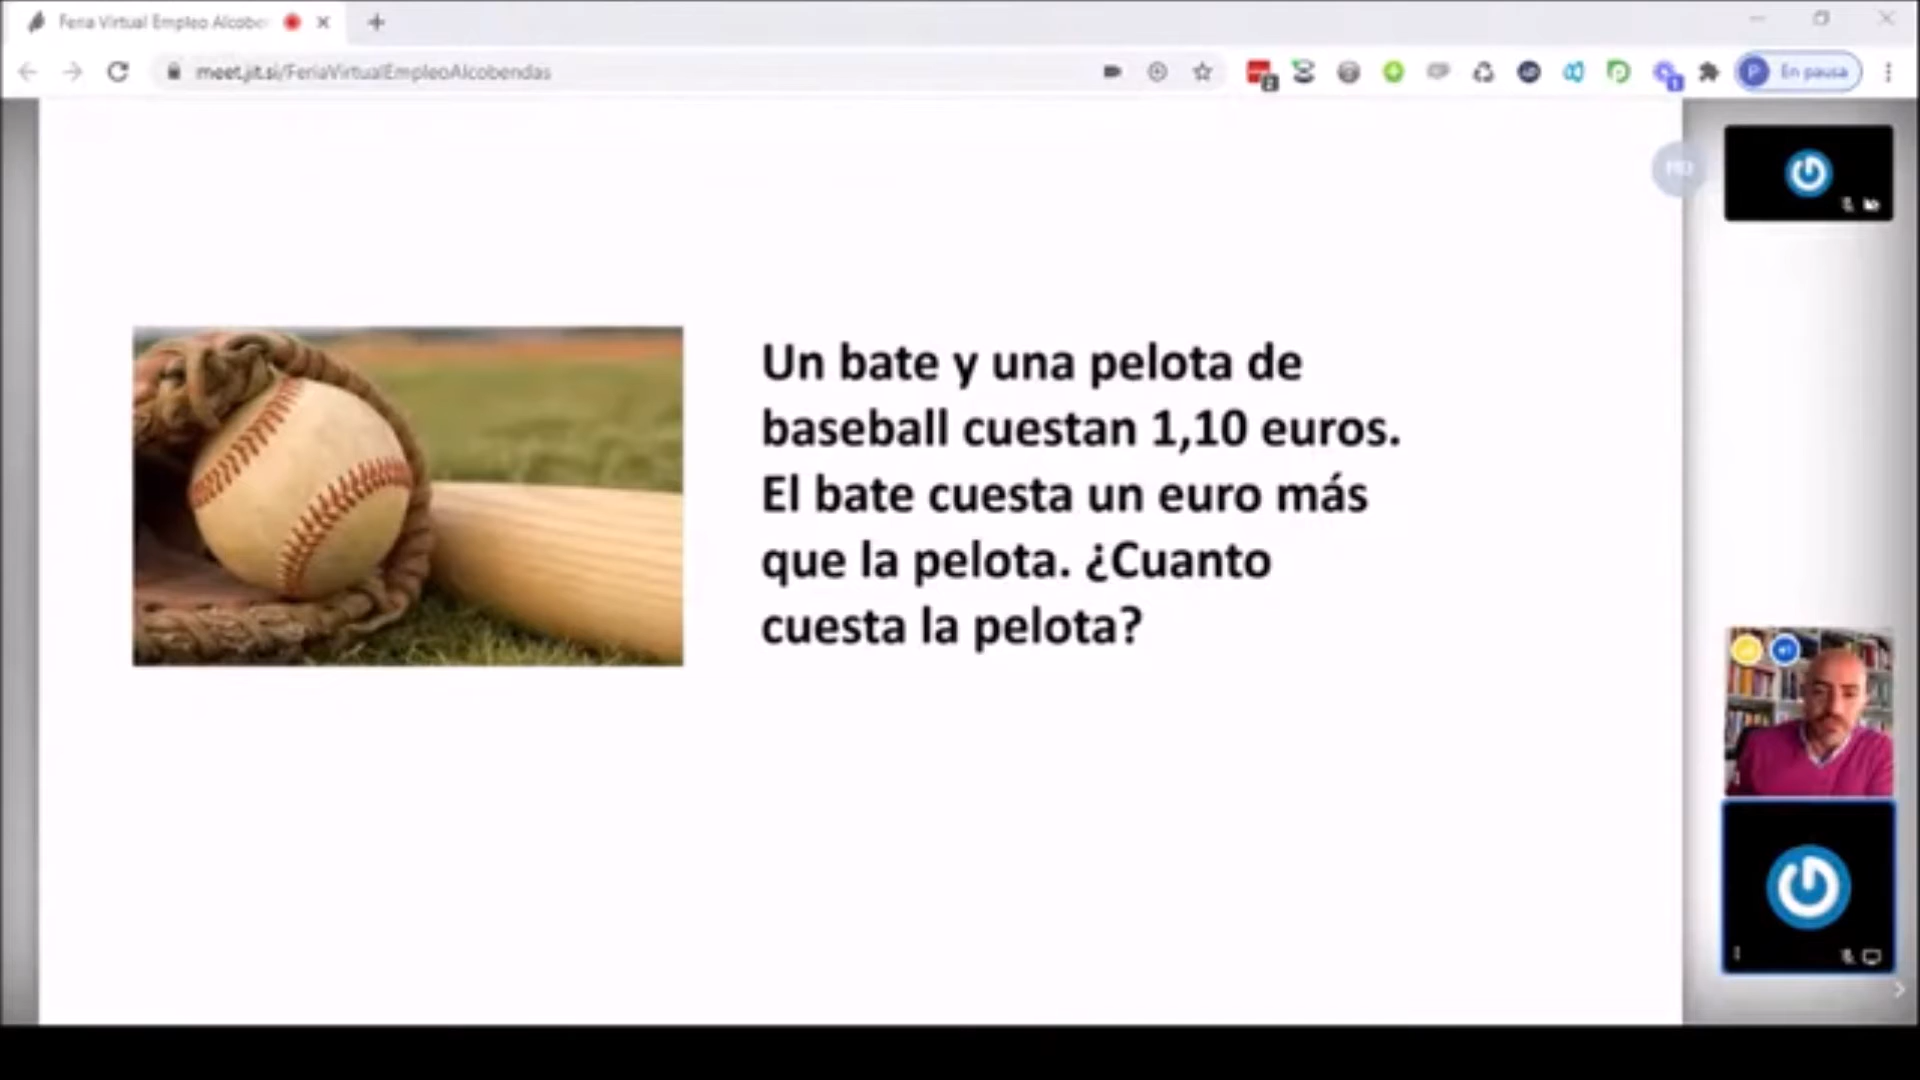 Feria Virtual Empleo Alcobe
meet.jit.si/FeriaVirtualEmpleoAlcobendas
P
En pausa
Un bate y una pelota de
baseball cuestan 1,10 euros.
El bate cuesta un euro más
que la pelota. ¿Cuanto
cuesta la pelota?